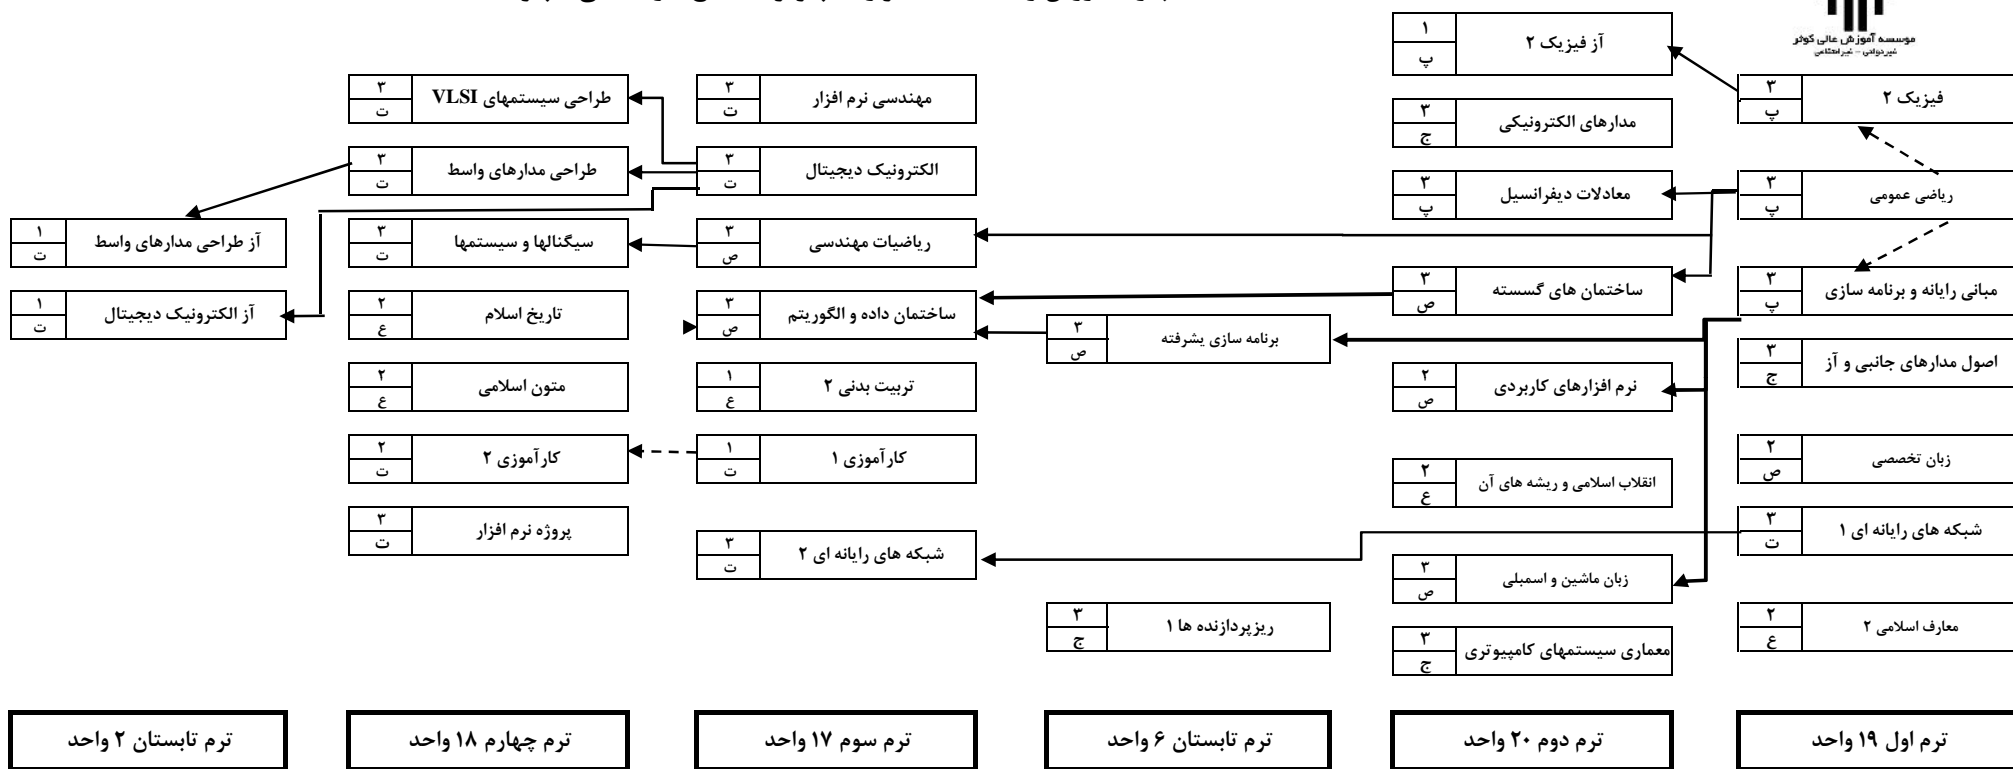 موسسه آموزش عالی کوثر
غیردولتی – غیرانتفاعی
فیزیک ۲
۳
پ
ریاضی عمومی
۳
پ
مبانی رایانه و برنامه سازی
۳
پ
اصول مدارهای جانبی و آز
۳
ج
زبان تخصصی
۲
ص
شبکه های رایانه ای ۱
۳
ت
معارف اسلامی ۲
۲
ع
ترم اول ۱۹ واحد
آز فیزیک ۲
۱
پ
مدارهای الکترونیکی
۳
ج
معادلات دیفرانسیل
۳
پ
ساختمان های گسسته
۳
ص
نرم افزارهای کاربردی
۲
ص
انقلاب اسلامی و ریشه های آن
۲
ع
زبان ماشین و اسمبلی
۳
ص
معماری سیستمهای کامپیوتری
۳
ج
ترم دوم ۲۰ واحد
برنامه سازی پیشرفته
۳
ص
ریزپردازنده ها ۱
۳
ج
ترم تابستان ۶ واحد
مهندسی نرم افزار
۳
ت
الکترونیک دیجیتال
۳
ت
ریاضیات مهندسی
۳
ص
ساختمان داده و الگوریتم
۳
ص
تربیت بدنی ۲
۱
ع
کارآموزی ۱
۱
ت
شبکه های رایانه ای ۲
۳
ت
ترم سوم ۱۷ واحد
طراحی سیستمهای VLSI
۳
ت
طراحی مدارهای واسط
۳
ت
سیگنالها و سیستمها
۳
ت
تاریخ اسلام
۲
ع
متون اسلامی
۲
ع
کارآموزی ۲
۲
ت
پروژه نرم افزار
۳
ت
ترم چهارم ۱۸ واحد
آز طراحی مدارهای واسط
۱
ت
آز الکترونیک دیجیتال
۱
ت
ترم تابستان ۲ واحد